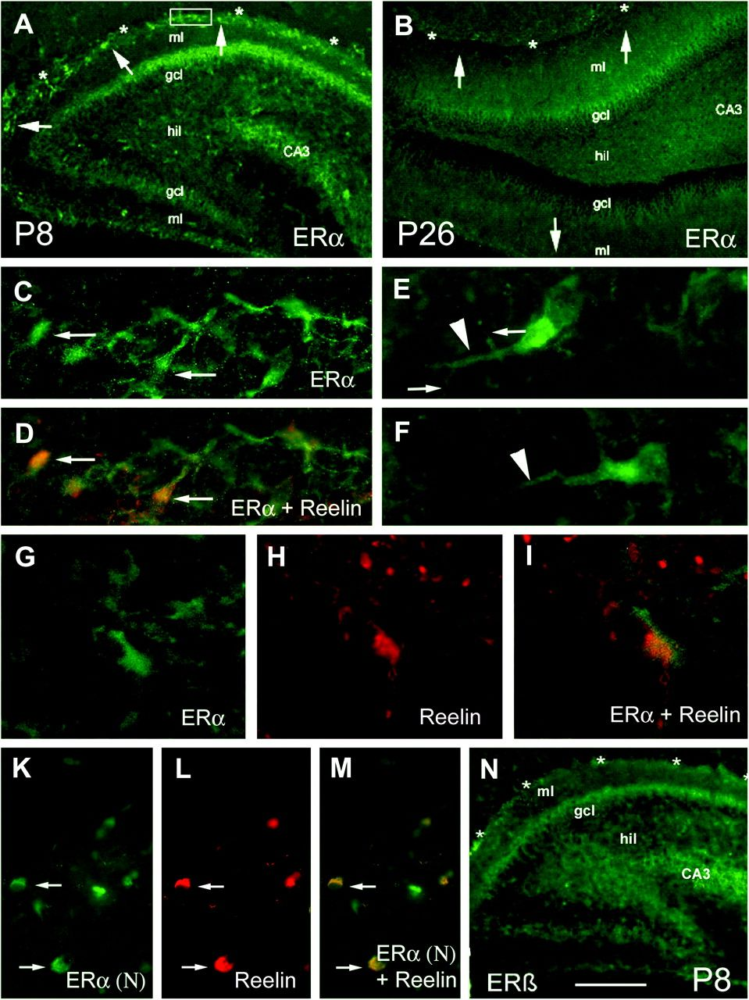 A
*
*
*
*
ml
gcl
hil
CA3
gcl
ml
P8
ERα
B
*
*
*
ml
gcl
CA3
hil
gcl
ml
P26
ERα
C
ERα
E
D
ERα + Reelin
F
G
ERα
H
Reelin
I
ERα + Reelin
K
ERα (N)
L
Reelin
M
ERα (N)
+ Reelin
N
*
*
*
*
*
ml
gcl
hil
CA3
ERß
P8